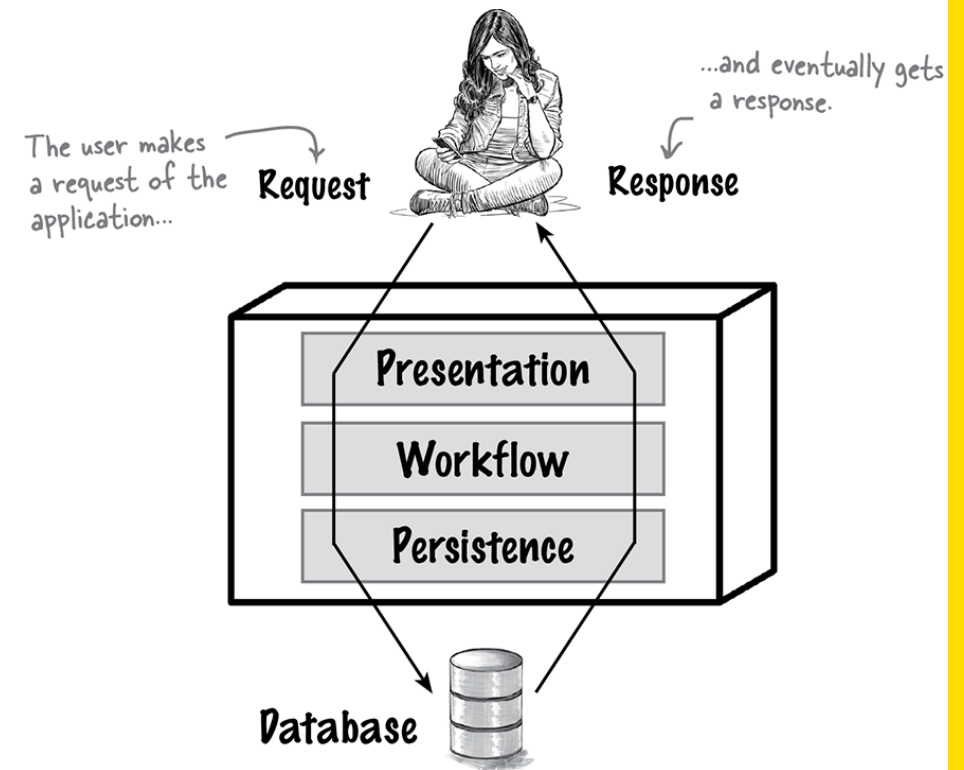 ...and eventually gets
a response.
The user makes
a request of the
application...
Request
Response
Presentation
Workflow
Persistence
Database